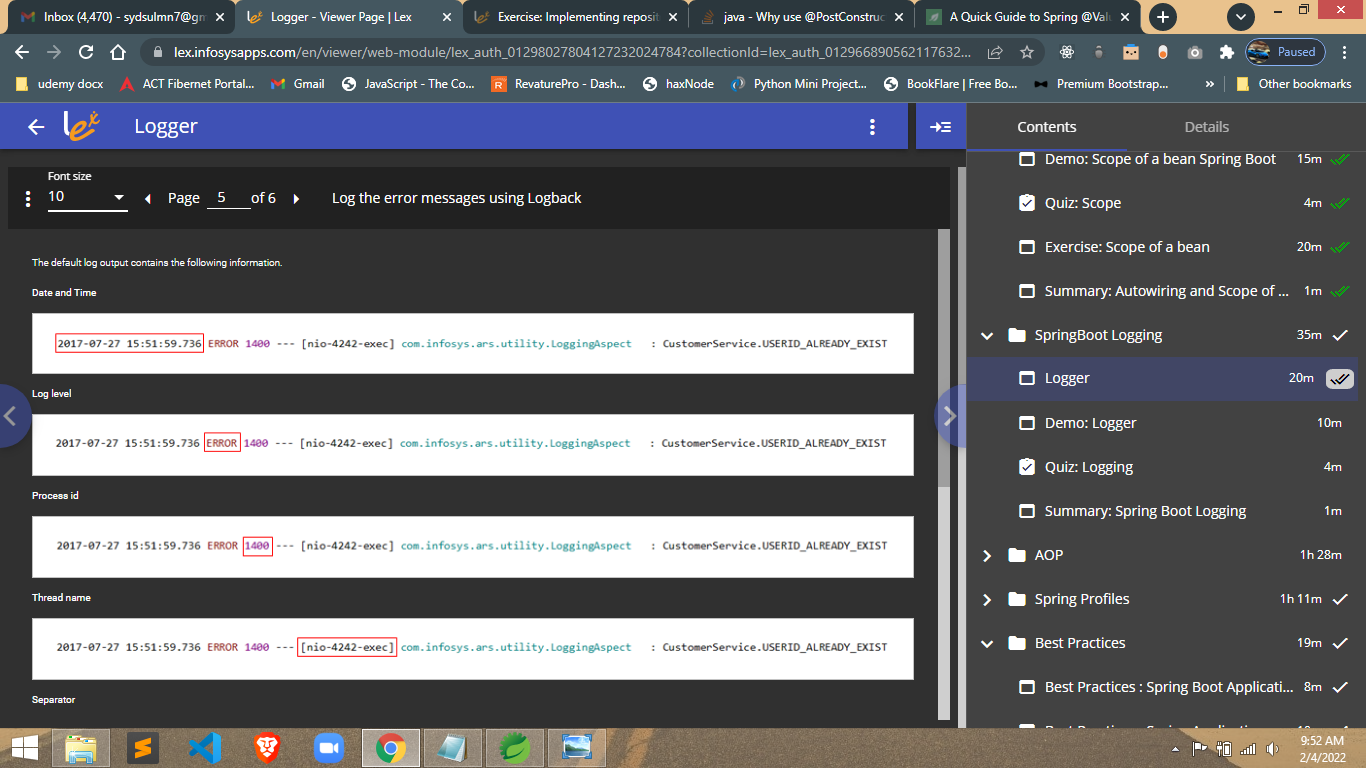 Inbox (4,470) - sydsulmn7@gm
Logger - Viewer Page | Lex
Exercise: Implementing reposit
java - Why use @PostConstruc
A Quick Guide to Spring @Valu
lex.infosysapps.com/en/viewer/web-module/lex_auth_012980278041272320 24784?collectionId=lex_auth_012966890562117632...
Paused
udemy docx
ACT Fibernet Portal...
Gmail
JavaScript - The Co...
RevaturePro - Dash...
haxNode
Python Mini Project...
BookFlare | Free Bo...
Premium Bootstrap...
»
Other bookmarks
lex
Logger
Font size
10
Page 5 of 6
Log the error messages using Logback
The default log output contains the following information.
Date and Time
2017-07-27 15:51:59.736 ERROR 1400 --- [nio-4242-exec] com.infosys.ars.utility.LoggingAspect : CustomerService.USERID_ALREADY_EXIST
Log level
2017-07-27 15:51:59.736 ERROR 1400 --- [nio-4242-exec] com.infosys.ars.utility.LoggingAspect : CustomerService.USERID_ALREADY_EXIST
Process id
2017-07-27 15:51:59.736 ERROR 1400 --- [nio-4242-exec] com.infosys.ars.utility.LoggingAspect : CustomerService.USERID_ALREADY_EXIST
Thread name
2017-07-27 15:51:59.736 ERROR 1400 --- [nio-4242-exec] com.infosys.ars.utility.LoggingAspect : CustomerService.USERID_ALREADY_EXIST
Separator
Contents
Details
Demo: Scope of a bean Spring Boot 15m
Quiz: Scope 4m
Exercise: Scope of a bean 20m
Summary: Autowiring and Scope of ... 1m
SpringBoot Logging 35m
Logger 20m
Demo: Logger 10m
Quiz: Logging 4m
Summary: Spring Boot Logging 1m
AOP 1h 28m
Spring Profiles 1h 11m
Best Practices 19m
Best Practices : Spring Boot Applicati... 8m
9:52 AM
2/4/2022